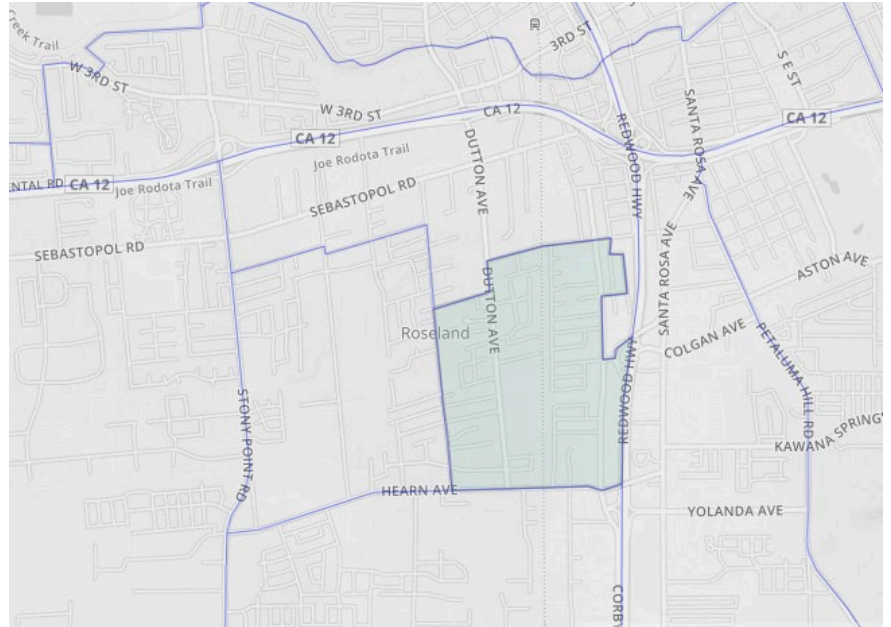 Creek Trail
W 3RD ST
3RD ST
S E ST
W 3RD ST
CA 12
CA 12
CA 12
SANTA ROSA AVE
REDWOOD HWY
Joe Rodota Trail
DUTTON AVE
NTAL RD
CA 12
Joe Rodota Trail
SEBASTOPOL RD
SEBASTOPOL RD
SANTA ROSA AVE
ASTON AVE
DUTTON AVE
Roseland
COLGAN AVE
PETALUMA HILL RD
REDWOOD HWY
STONY POINT RD
KAWANA SPRINGS
HEARN AVE
YOLANDA AVE
CORBY